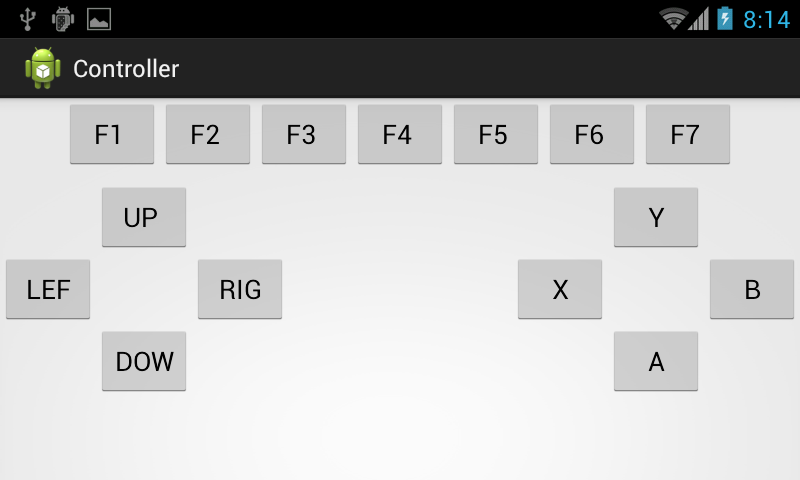 8:14
Controller
F1 F2 F3 F4 F5 F6 F7
UP Y
LEF RIG X B
DOW A